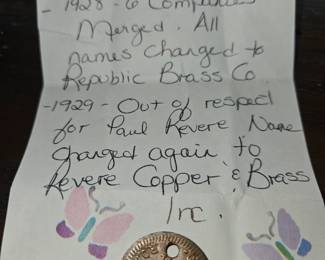 - 1928 - 6 Companies
Merged. All
names Changed to
Republic Brass Co.
- 1929 - Out of respect
for Paul Revere Name
changed again to
Revere Copper & Brass
Inc.